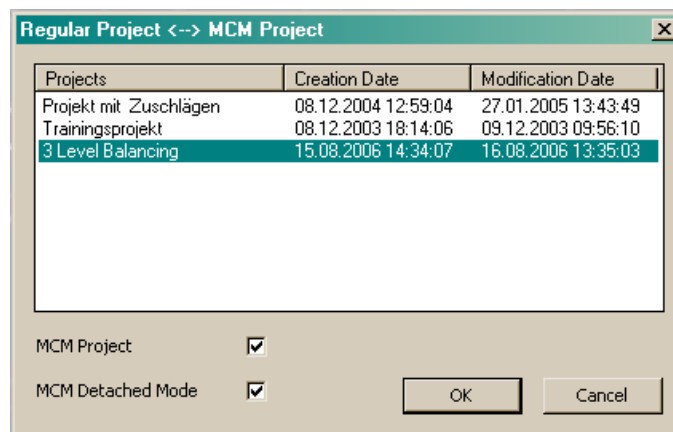 Regular Project <--> MCM Project
Projects Creation Date Modification Date
Projekt mit Zuschlägen 08.12.2004 12:59:04 27.01.2005 13:43:49
Trainingsprojekt 08.12.2003 18:14:06 09.12.2003 09:56:10
3 Level Balancing 15.08.2006 14:34:07 16.08.2006 13:35:03
MCM Project
MCM Detached Mode OK Cancel